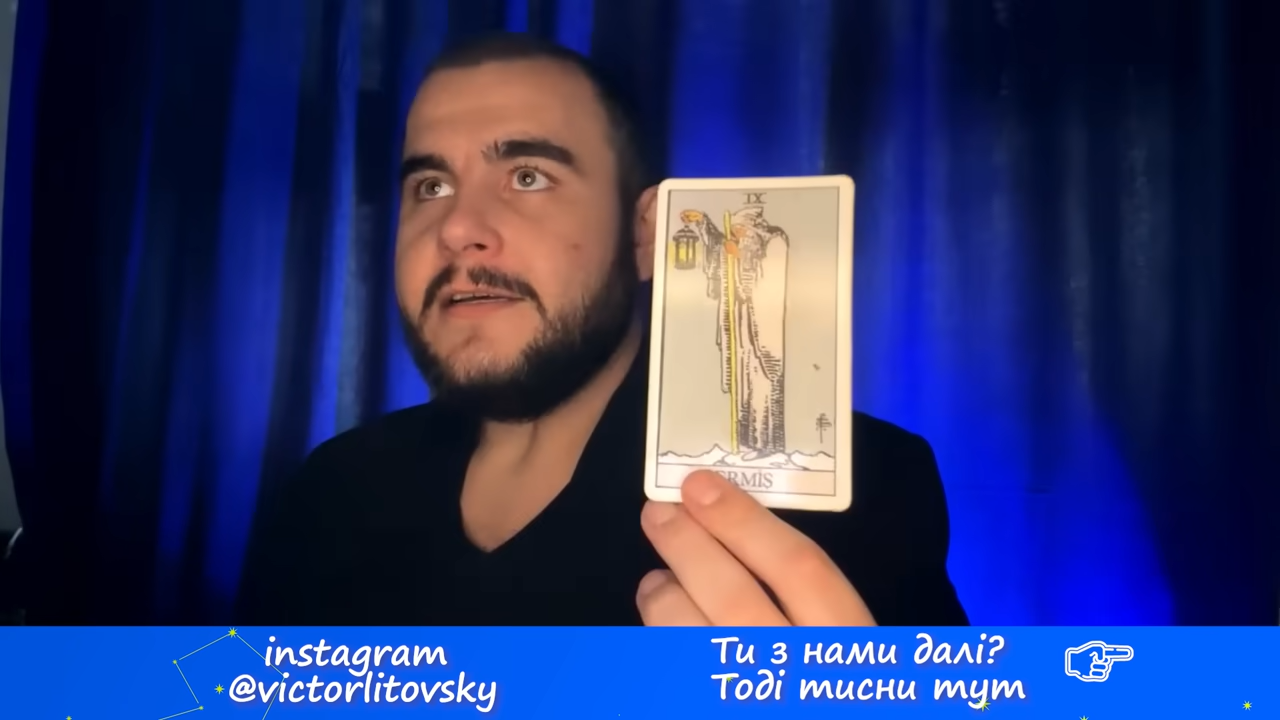 IX
instagram
@victorlitovsky
Ти з нами далі?
Тоді тисни тут